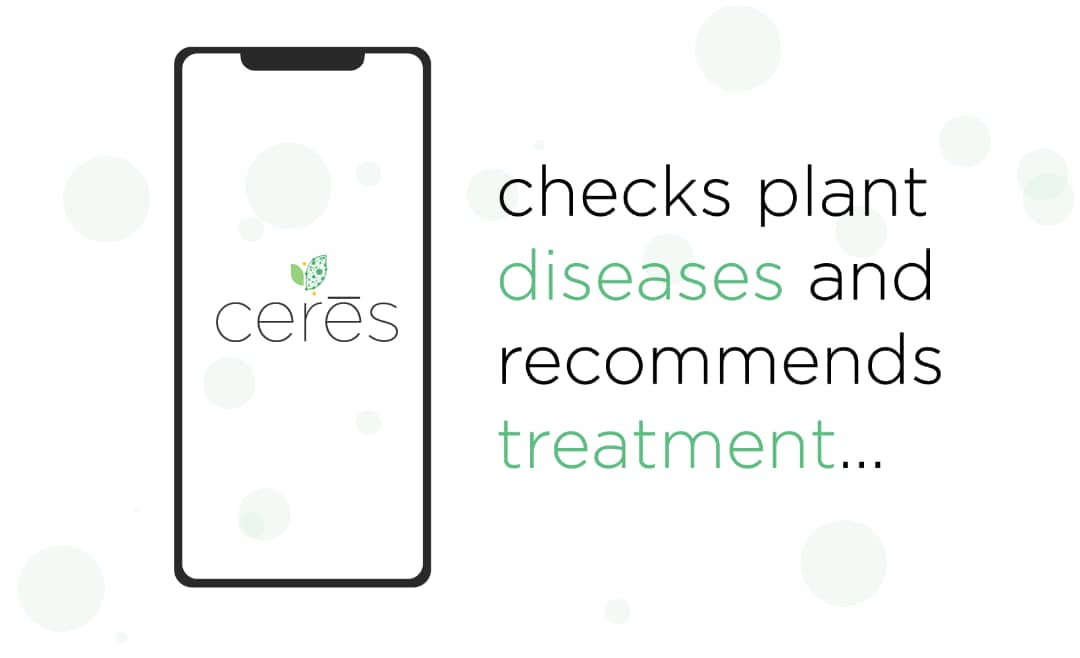 cerēs
checks plant
diseases and
recommends
treatment...